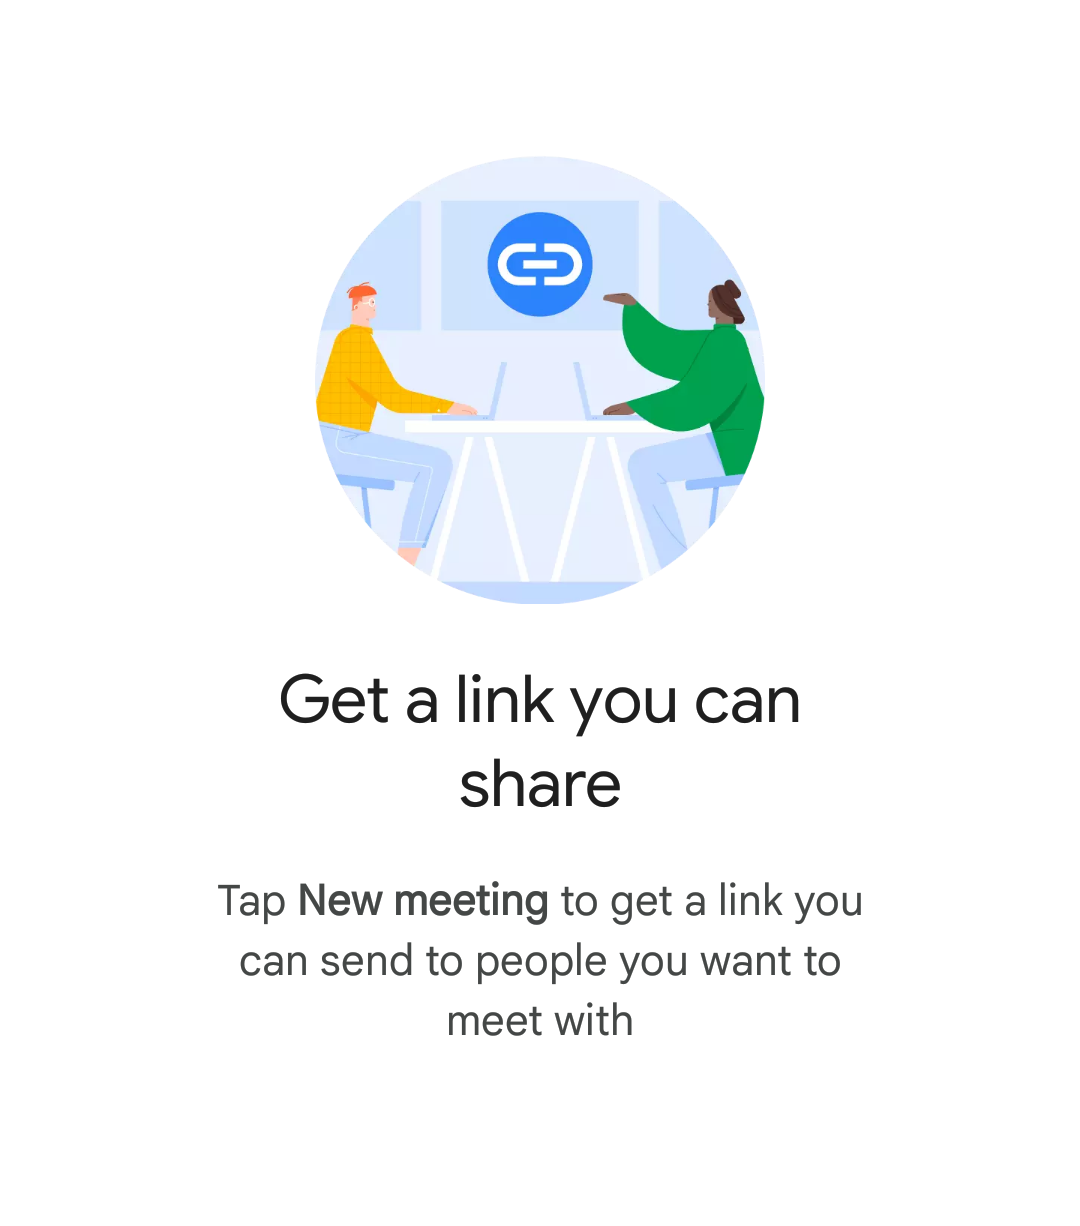 Get a link you can
share
Tap New meeting to get a link you
can send to people you want to
meet with